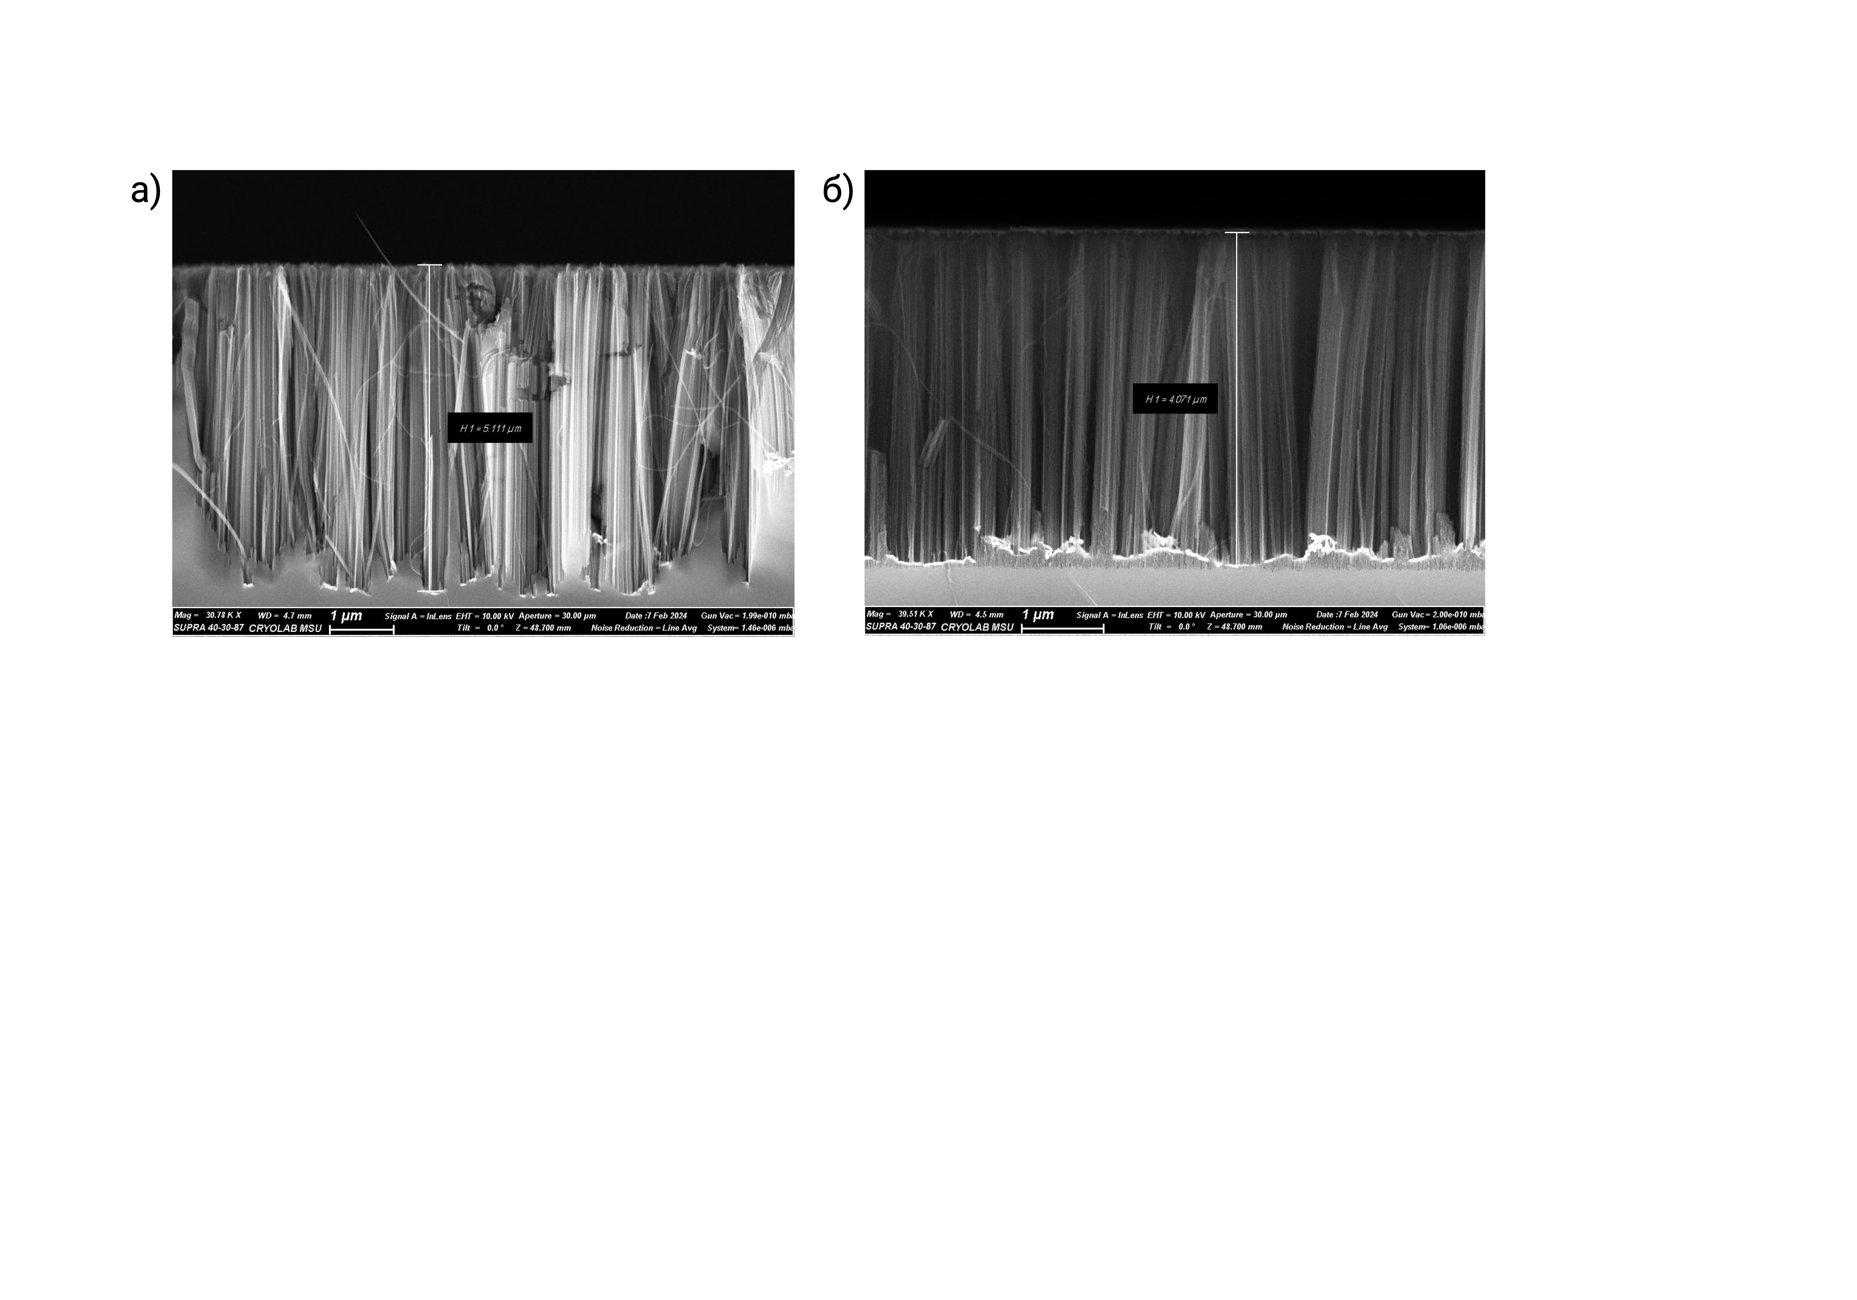 а)
H 1 = 5.111 µm
Mag = 30.78 K X WD = 4.7 mm 1 µm Signal A = InLens EHT = 10.00 kV Aperture = 30.00 µm Date :7 Feb 2024 Gun Vac= 1.99e-010 mb
SUPRA 40-30-87 CRYOLAB MSU Tilt = 0.0 ° Z = 48.700 mm Noise Reduction = Line Avg System= 1.46e-006 mb
б)
H 1 = 4.071 µm
Mag = 39.51 K X WD = 4.5 mm 1 µm Signal A = InLens EHT = 10.00 kV Aperture = 30.00 µm Date :7 Feb 2024 Gun Vac= 2.00e-010 mb
SUPRA 40-30-87 CRYOLAB MSU Tilt = 0.0 ° Z = 48.700 mm Noise Reduction = Line Avg System= 1.06e-006 mb